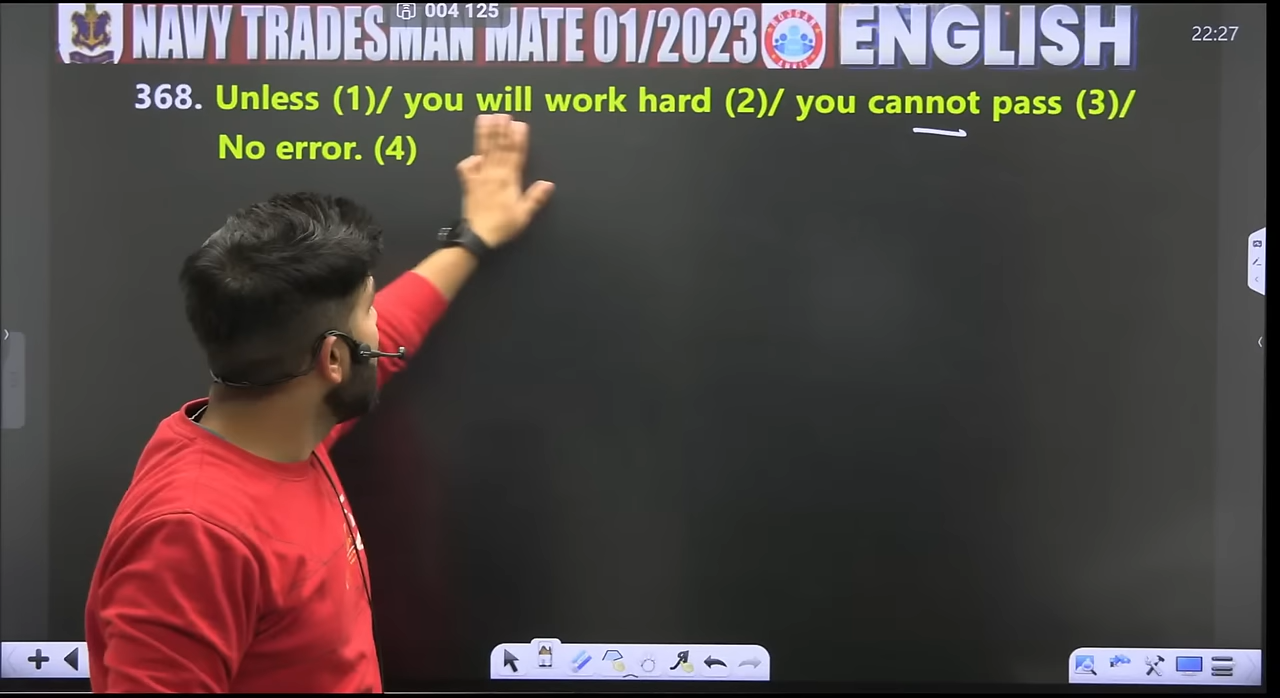 004 125
NAVY TRADESMAN MATE 01/2023 ENGLISH
22:27
368. Unless (1)/ you will work hard (2)/ you cannot pass (3)/
No error. (4)